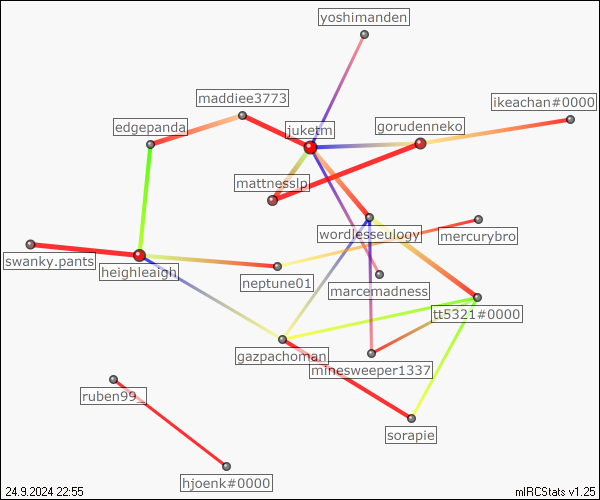 yoshimanden
maddiee3773
ikeachan#0000
edgepanda
juketm
gorudenneko
mattnesslp
wordlesseulogy
mercurybro
swanky.pants
heighleaigh
neptune01
marcemadness
tt5321#0000
gazpachoman
minesweeper1337
ruben99_
sorapie
hjoenk#0000
24.9.2024 22:55
mIRCStats v1.25